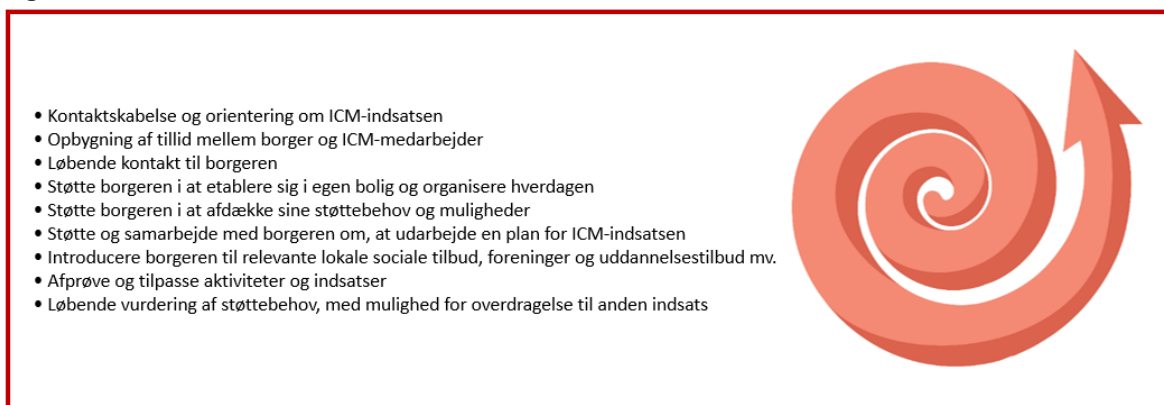 • Kontaktskabelse og orientering om ICM-indsatsen
• Opbygning af tillid mellem borger og ICM-medarbejder
• Løbende kontakt til borgeren
• Støtte borgeren i at etablere sig i egen bolig og organisere hverdagen
• Støtte borgeren i at afdække sine støttebehov og muligheder
• Støtte og samarbejde med borgeren om, at udarbejde en plan for ICM-indsatsen
• Introducere borgeren til relevante lokale sociale tilbud, foreninger og uddannelsestilbud mv.
• Afprøve og tilpasse aktiviteter og indsatser
• Løbende vurdering af støttebehov, med mulighed for overdragelse til anden indsats